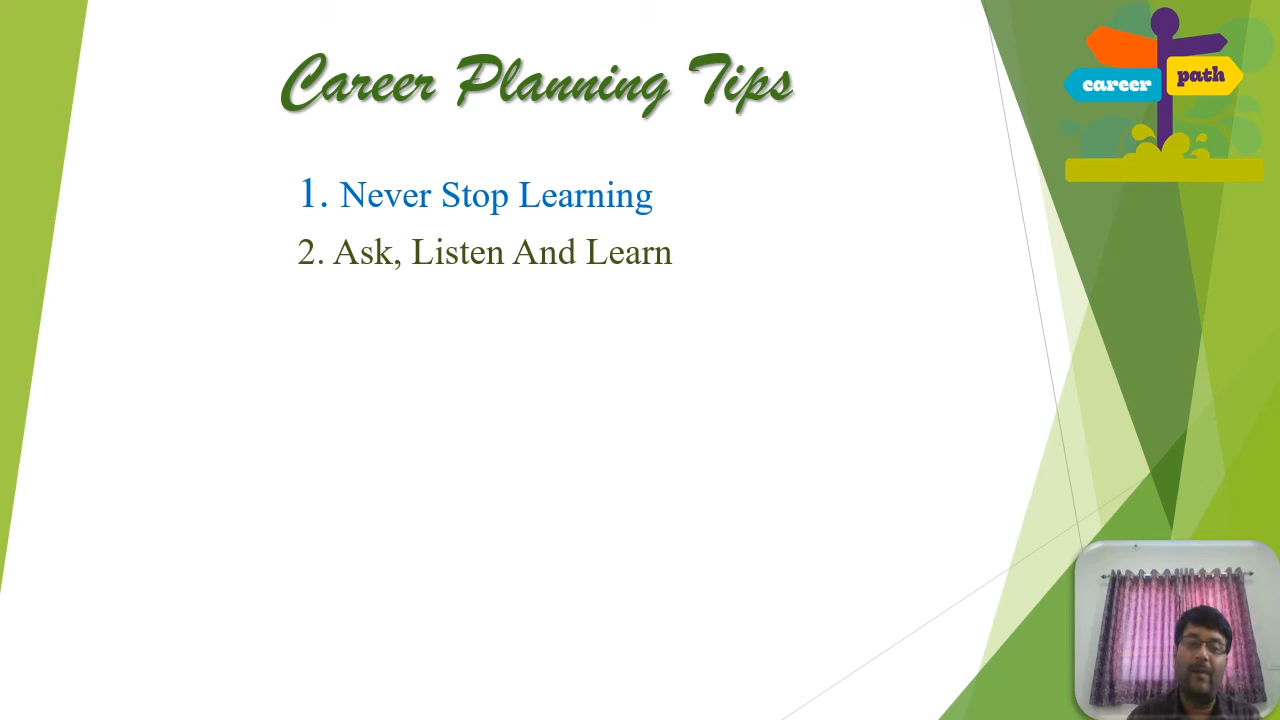 Career Planning Tips
career
path
1. Never Stop Learning
2. Ask, Listen And Learn